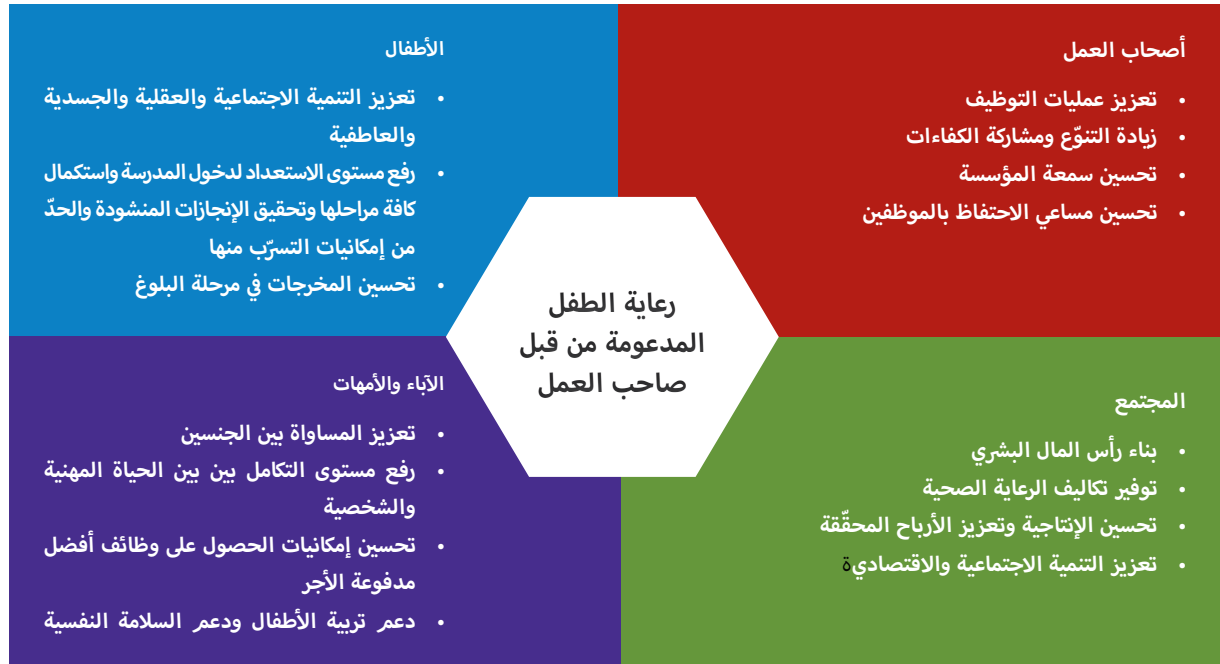 أصحاب العمل
• تعزيز عمليات التوظيف
• زيادة التنوّع ومشاركة الكفاءات
• تحسين سمعة المؤسسة
• تحسين مساعي الاحتفاظ بالموظفين
الأطفال
• تعزيز التنمية الاجتماعية والعقلية والجسدية
والعاطفية
• رفع مستوى الاستعداد لدخول المدرسة واستكمال
كافة مراحلها وتحقيق الإنجازات المنشودة والحدّ
من إمكانيات التسرّب منها
• تحسين المخرجات في مرحلة البلوغ
رعاية الطفل
المدعومة من قبل
صاحب العمل
المجتمع
• بناء رأس المال البشري
• توفير تكاليف الرعاية الصحية
• تحسين الإنتاجية وتعزيز الأرباح المحقّقة
• تعزيز التنمية الاجتماعية والاقتصادية
الآباء والأمهات
• تعزيز المساواة بين الجنسين
• رفع مستوى التكامل بين بين الحياة المهنية
والشخصية
• تحسين إمكانيات الحصول على وظائف أفضل
مدفوعة الأجر
• دعم تربية الأطفال ودعم السلامة النفسية